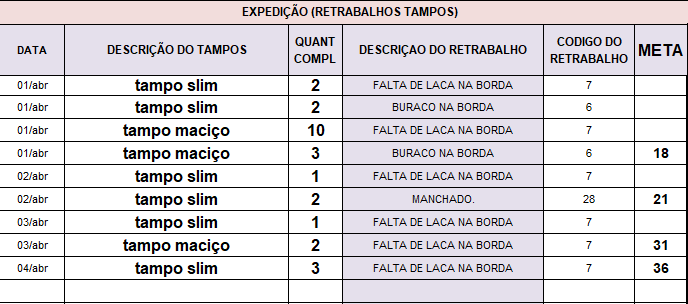 EXPEDIÇÃO (RETRABALHOS TAMPOS)
DATA DESCRIÇÃO DO TAMPOS QUANT COMPL DESCRIÇAO DO RETRABALHO CODIGO DO RETRABALHO META
01/abr tampo slim 2 FALTA DE LACA NA BORDA 7
01/abr tampo slim 2 BURACO NA BORDA 6
01/abr tampo maciço 10 FALTA DE LACA NA BORDA 7
01/abr tampo maciço 3 BURACO NA BORDA 6 18
02/abr tampo slim 1 FALTA DE LACA NA BORDA 7
02/abr tampo slim 2 MANCHADO. 28 21
03/abr tampo slim 1 FALTA DE LACA NA BORDA 7
03/abr tampo maciço 2 FALTA DE LACA NA BORDA 7 31
04/abr tampo slim 3 FALTA DE LACA NA BORDA 7 36